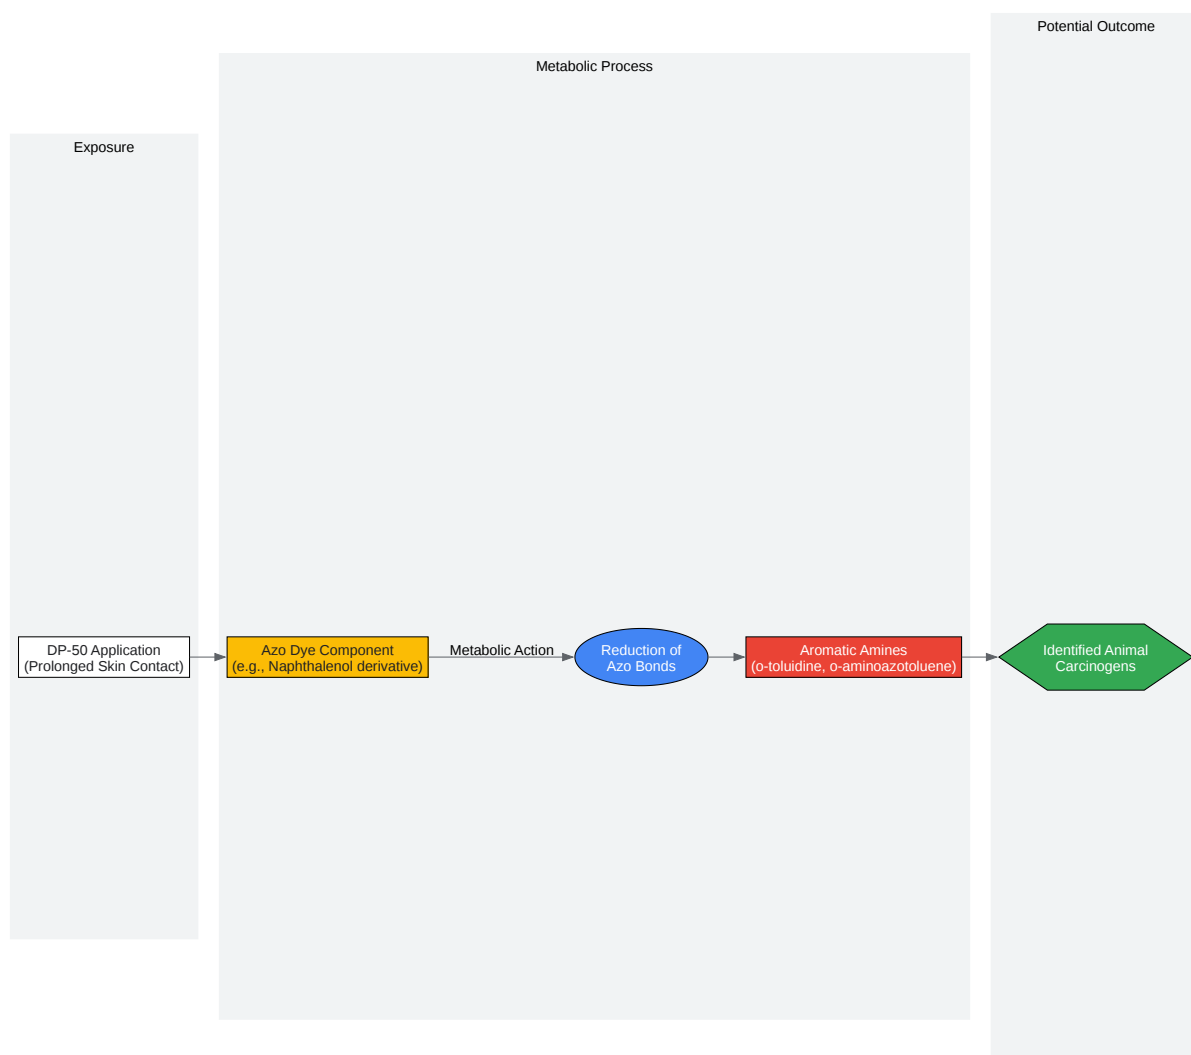 Potential Outcome
Metabolic Process
Exposure
DP-50 Application
(Prolonged Skin Contact)
Azo Dye Component
(e.g., Naphthalenol derivative)
Metabolic Action
Reduction of
Azo Bonds
Aromatic Amines
(o-toluidine, o-aminoazotoluene)
Identified Animal
Carcinogens